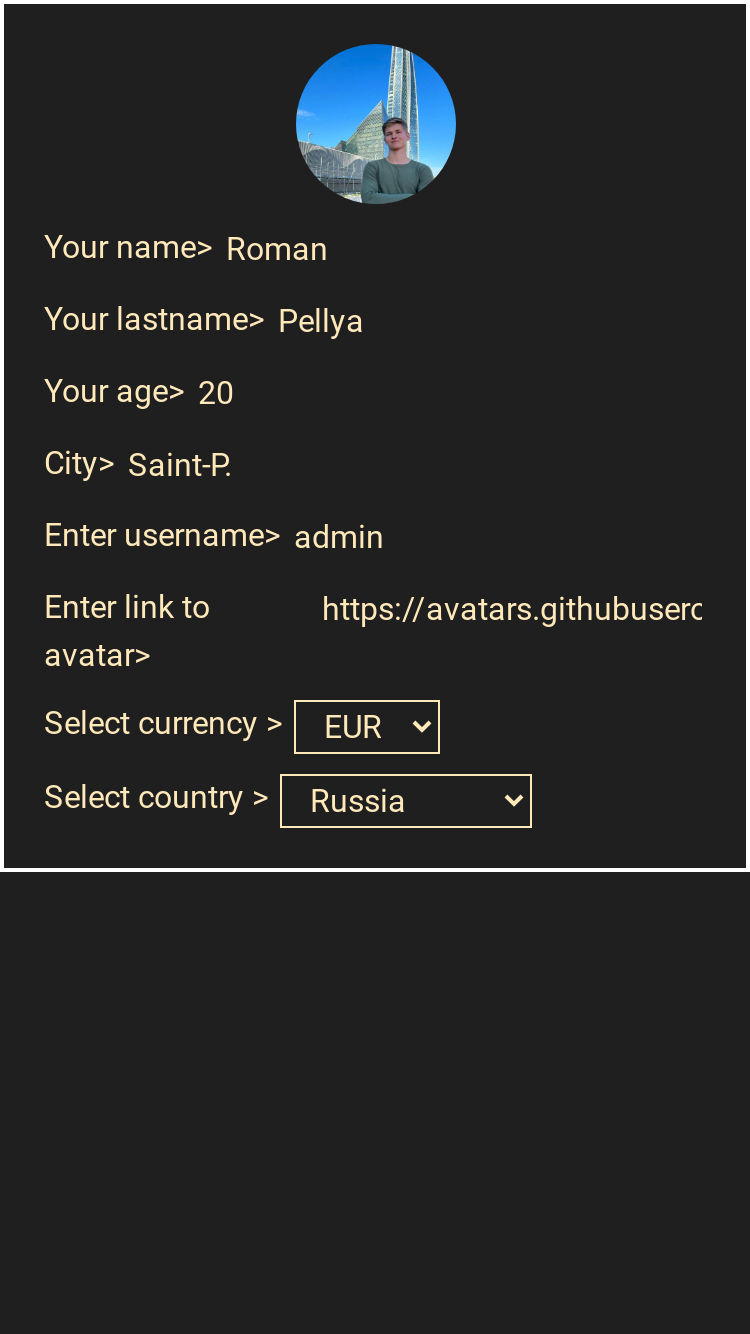 Your name> Roman
Your lastname> Pellya
Your age> 20
City> Saint-P.
Enter username> admin
Enter link to https://avatars.githubuserc
avatar>
Select currency > EUR
Select country > Russia